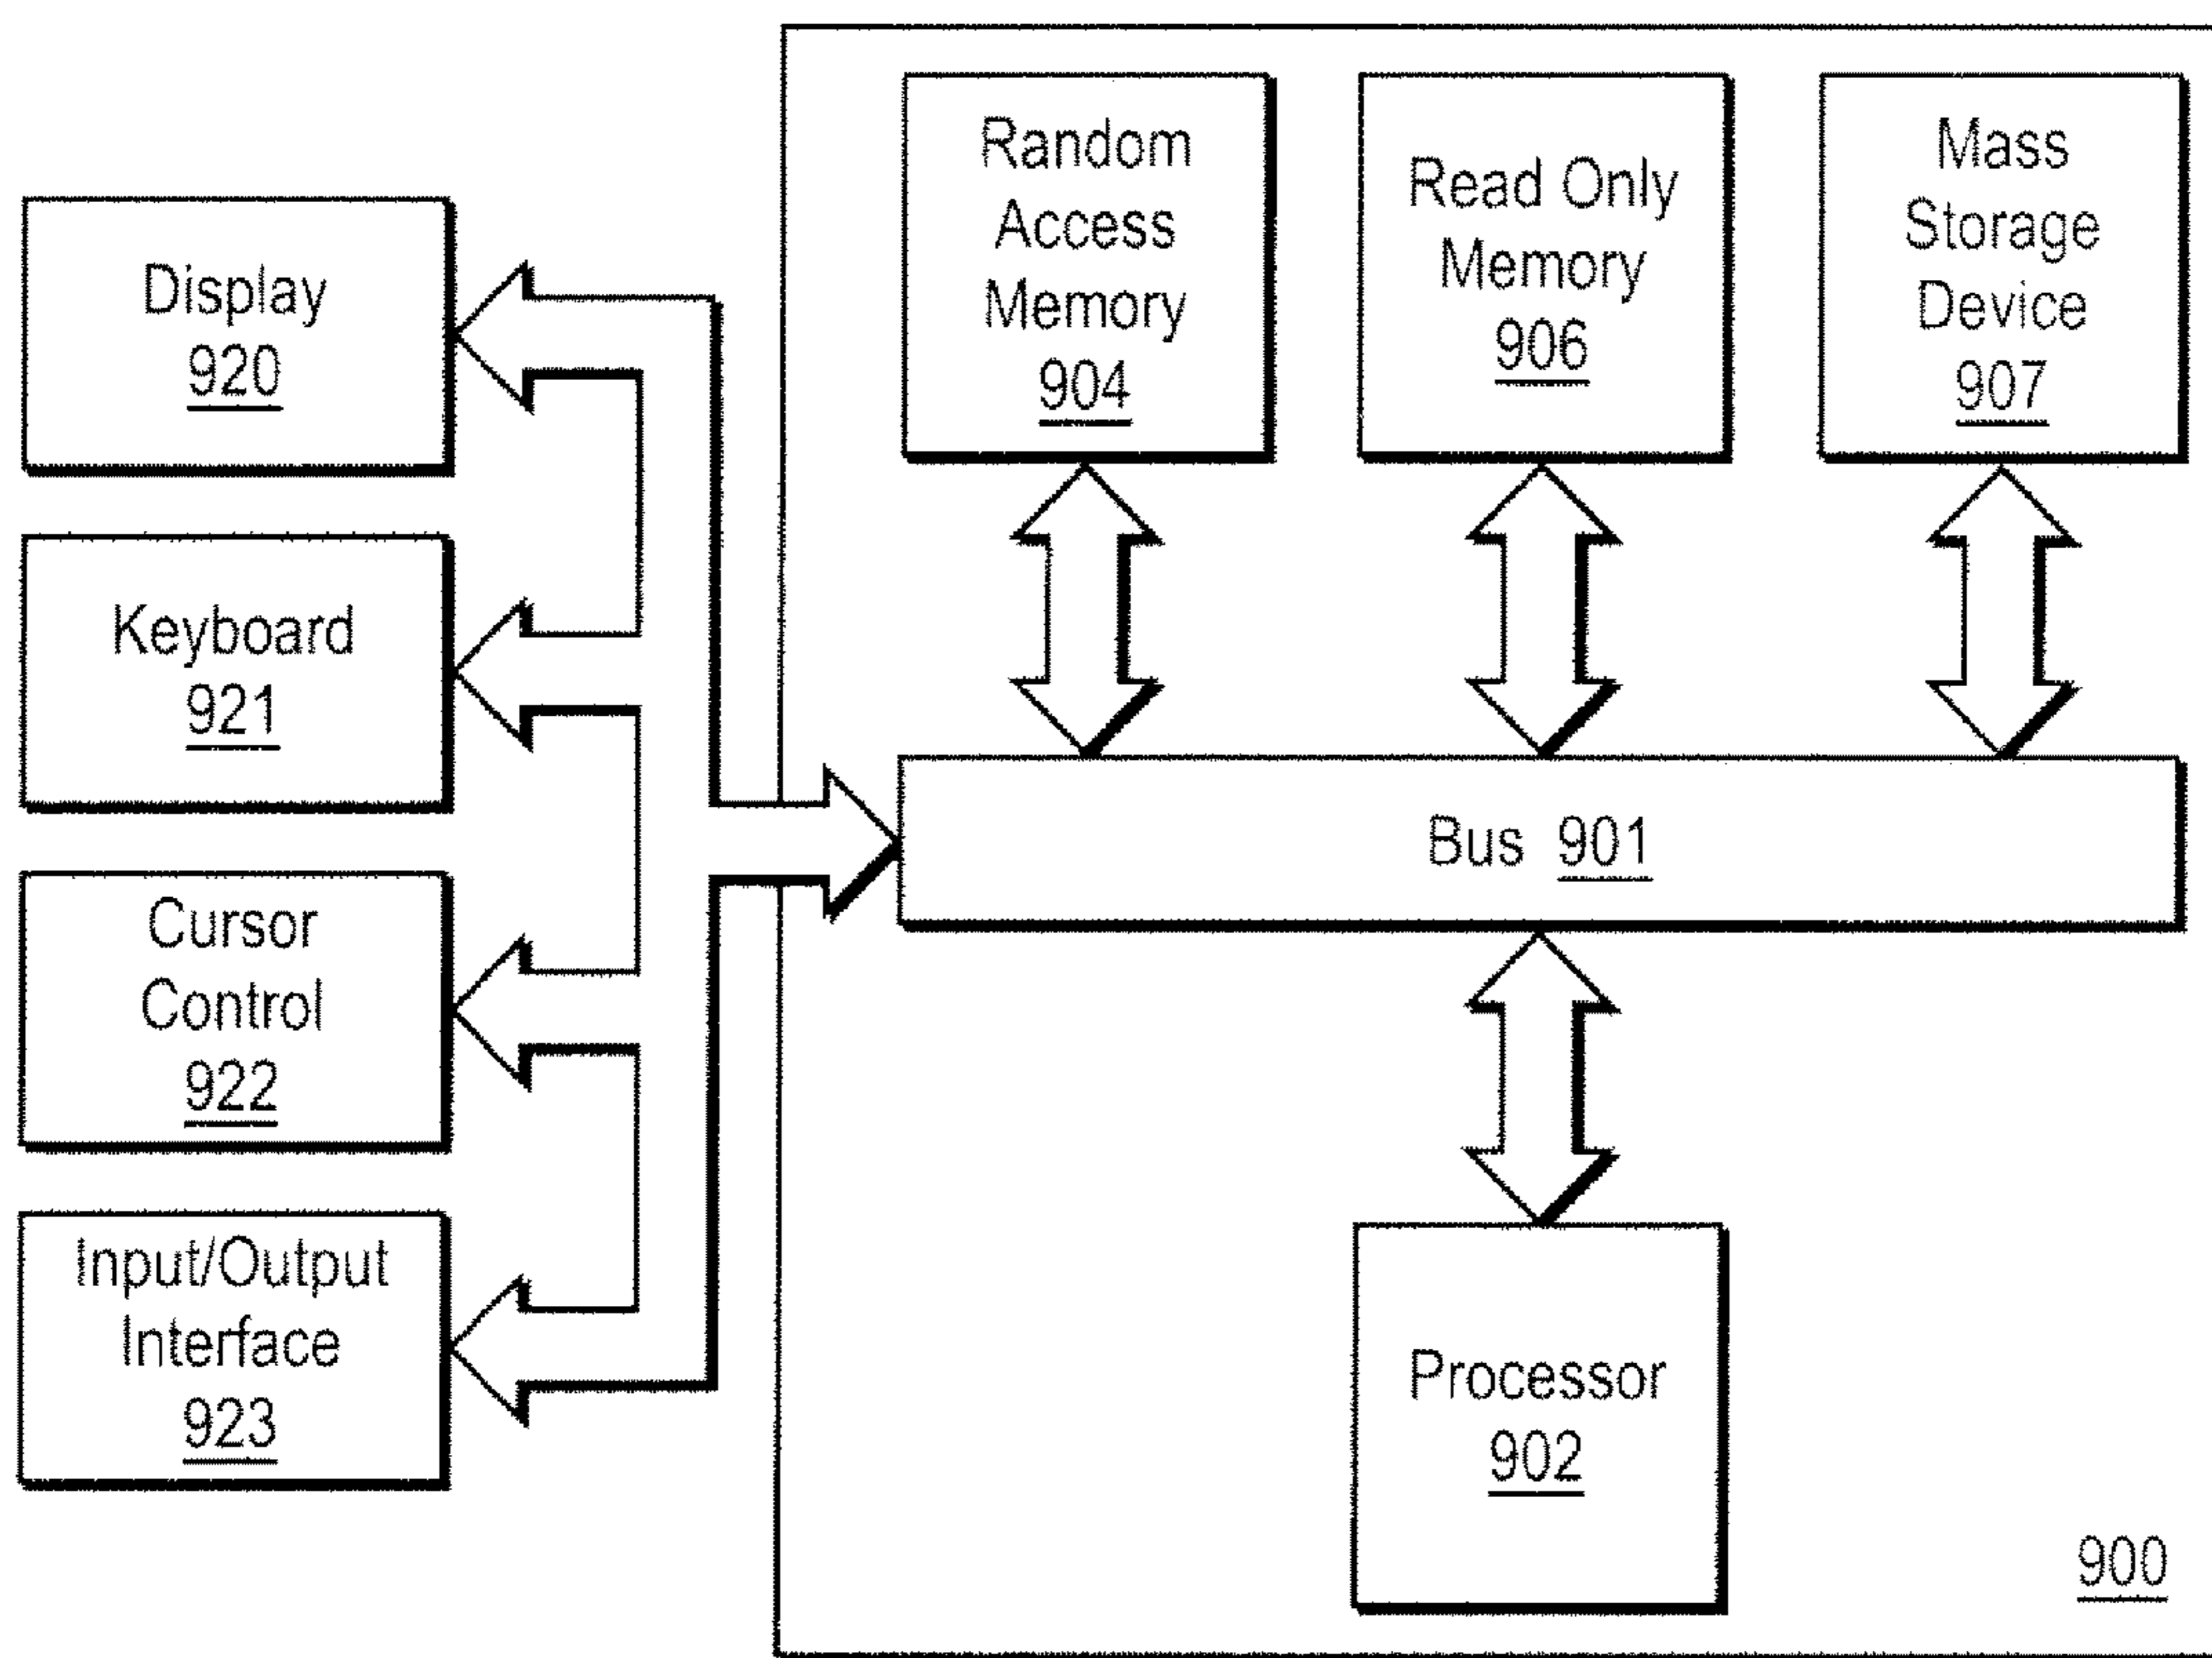 Display
920
Keyboard
921
Cursor
Control
922
Input/Output
Interface
923
Random
Access
Memory
904
Read Only
Memory
906
Mass
Storage
Device
907
Bus 901
Processor
902
900